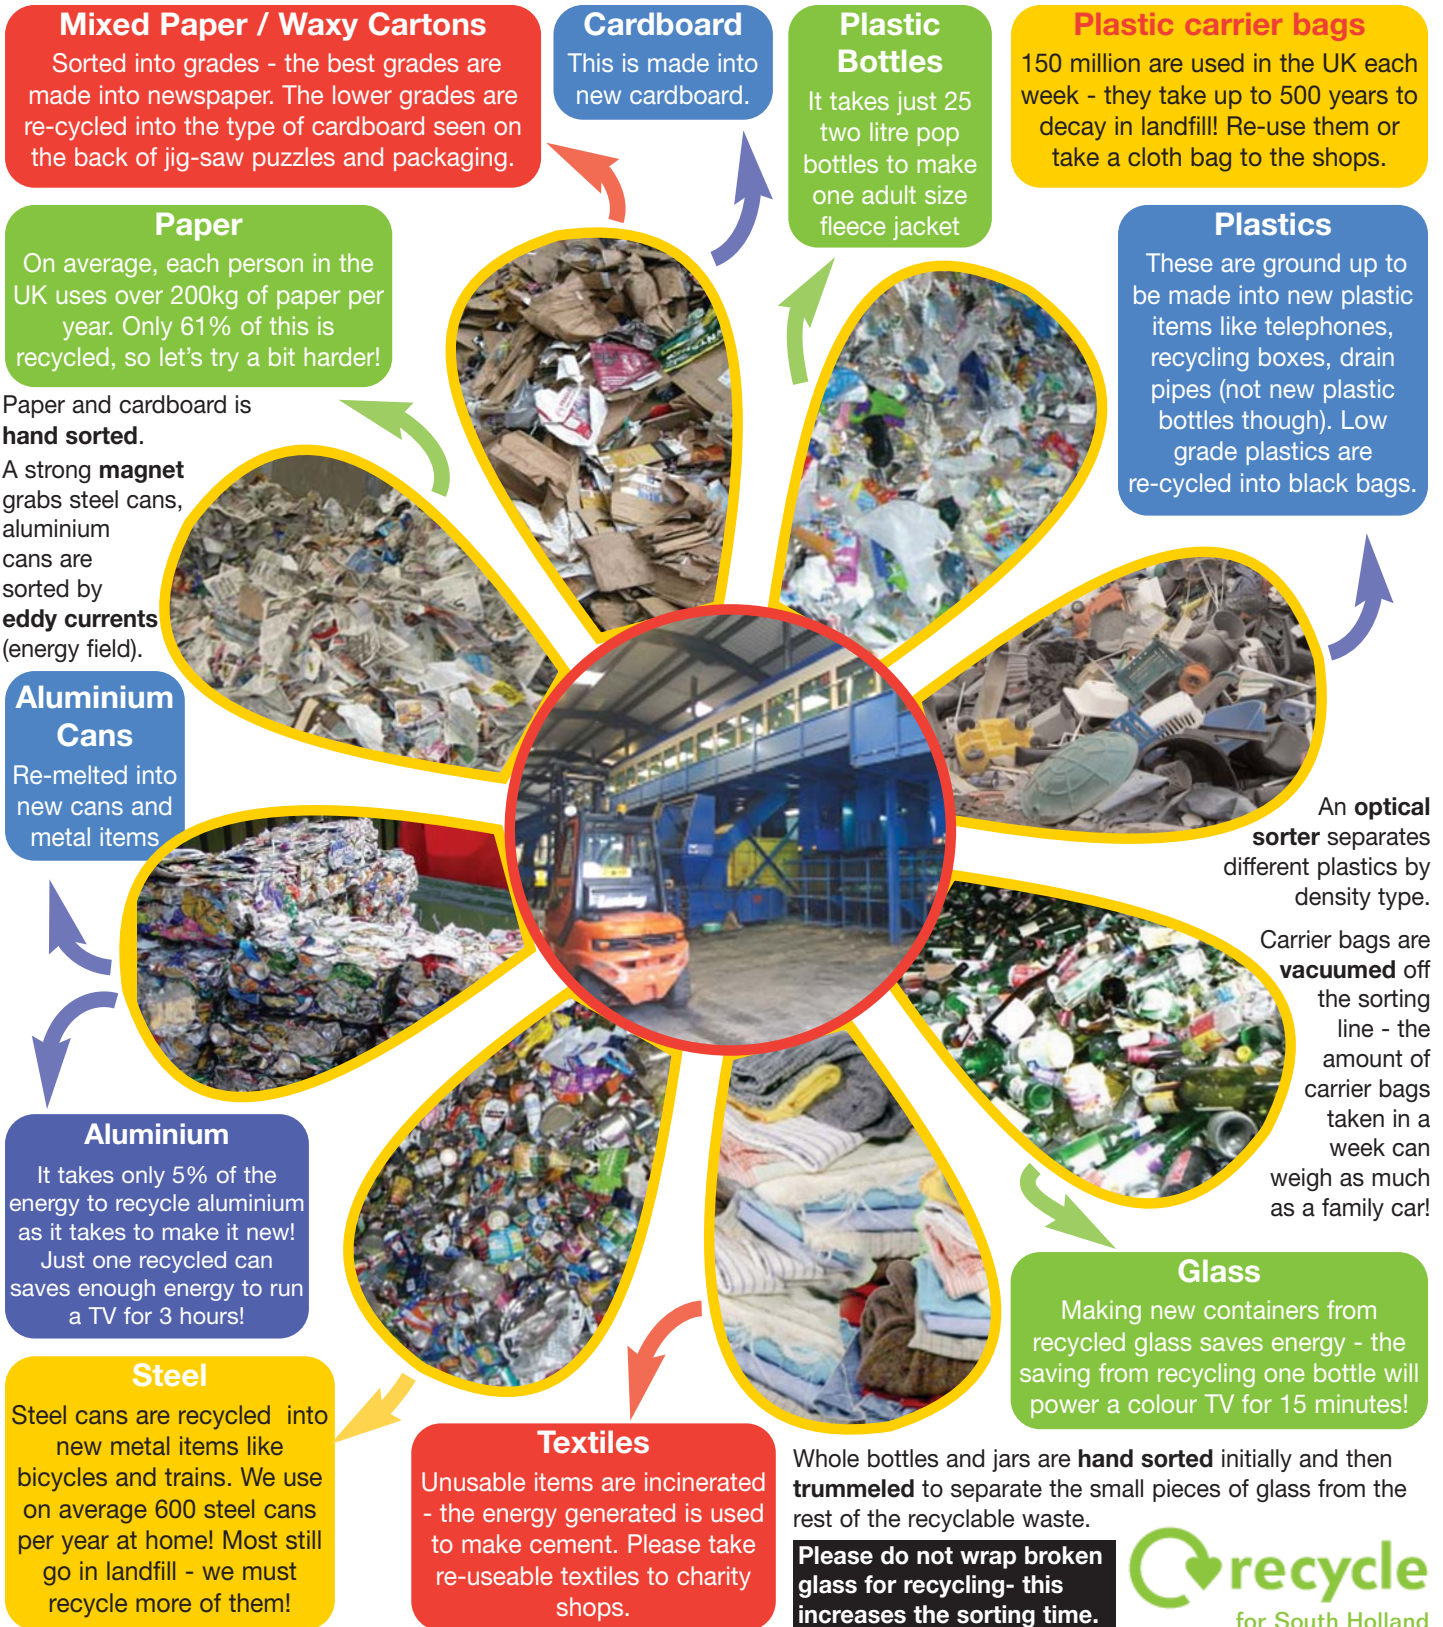 Mixed Paper / Waxy Cartons
Sorted into grades - the best grades are
made into newspaper. The lower grades are
re-cycled into the type of cardboard seen on
the back of jig-saw puzzles and packaging.
Cardboard
This is made into
new cardboard.
Plastic
Bottles
It takes just 25
two litre pop
bottles to make
one adult size
fleece jacket
Plastic carrier bags
150 million are used in the UK each
week - they take up to 500 years to
decay in landfill! Re-use them or
take a cloth bag to the shops.
Paper
On average, each person in the
UK uses over 200kg of paper per
year. Only 61% of this is
recycled, so let's try a bit harder!
Plastics
These are ground up to
be made into new plastic
items like telephones,
recycling boxes, drain
pipes (not new plastic
bottles though). Low
grade plastics are
re-cycled into black bags.
Paper and cardboard is
hand sorted.
A strong magnet
grabs steel cans,
aluminium
cans are
sorted by
eddy currents
(energy field).
Aluminium
Cans
Re-melted into
new cans and
metal items
An optical
sorter separates
different plastics by
density type.
Carrier bags are
vacuumed off
the sorting
line - the
amount of
carrier bags
taken in a
week can
weigh as much
as a family car!
Aluminium
It takes only 5% of the
energy to recycle aluminium
as it takes to make it new!
Just one recycled can
saves enough energy to run
a TV for 3 hours!
Glass
Making new containers from
recycled glass saves energy - the
saving from recycling one bottle will
power a colour TV for 15 minutes!
Steel
Steel cans are recycled into
new metal items like
bicycles and trains. We use
on average 600 steel cans
per year at home! Most still
go in landfill - we must
recycle more of them!
Textiles
Unusable items are incinerated
- the energy generated is used
to make cement. Please take
re-useable textiles to charity
shops.
Whole bottles and jars are hand sorted initially and then
trummeled to separate the small pieces of glass from the
rest of the recyclable waste.
Please do not wrap broken
glass for recycling- this
increases the sorting time.
recycle
for South Holland